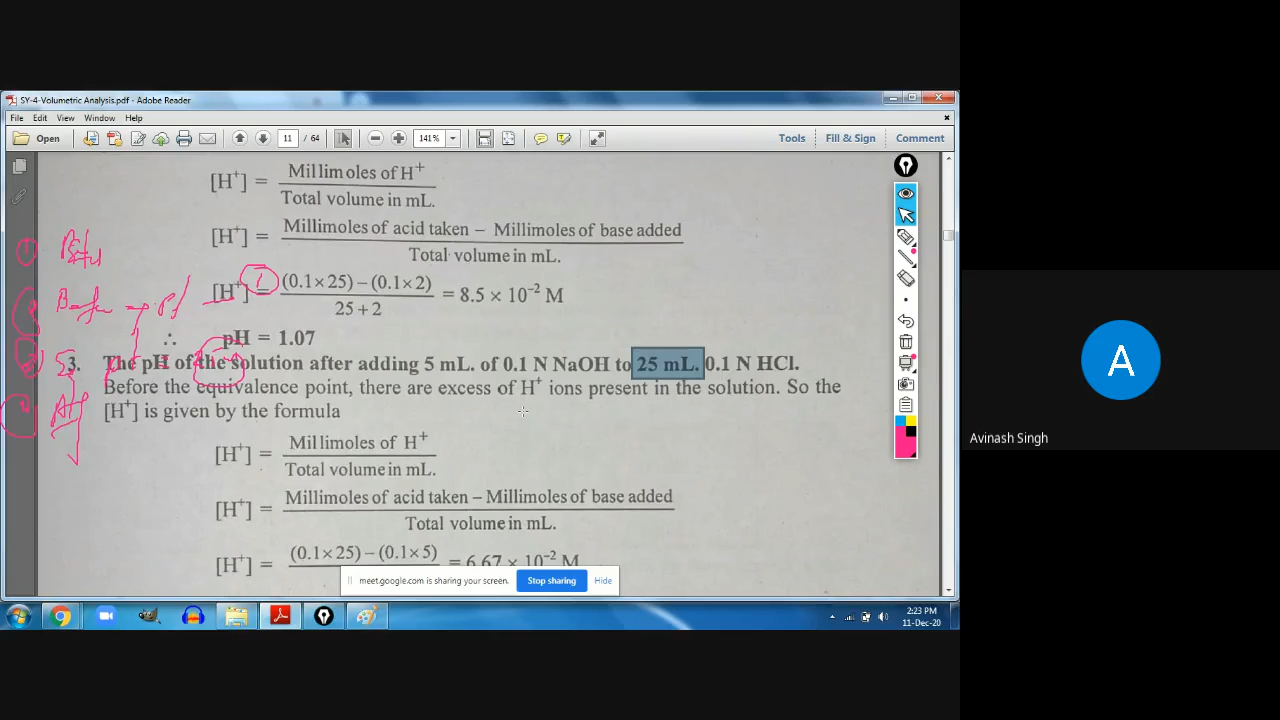 SY-4-Volumetric Analysis.pdf - Adobe Reader
File Edit View Window Help
Open 11 / 64 141% Tools Fill & Sign Comment
[H⁺] = Millimoles of H⁺
Total volume in mL.
[H⁺] = Millimoles of acid taken − Millimoles of base added
Total volume in mL.
[H⁺] = (0.1×25)−(0.1×2) = 8.5 × 10⁻² M
25 + 2
∴ pH = 1.07
3. The pH of the solution after adding 5 mL. of 0.1 N NaOH to 25 mL. 0.1 N HCl.
Before the equivalence point, there are excess of H⁺ ions present in the solution. So the
[H⁺] is given by the formula
[H⁺] = Millimoles of H⁺
Total volume in mL.
[H⁺] = Millimoles of acid taken − Millimoles of base added
Total volume in mL.
[H⁺] = (0.1×25)−(0.1×5) = 6.67 × 10⁻² M
meet.google.com is sharing your screen. Stop sharing Hide
2:23 PM
11-Dec-20
A
Avinash Singh